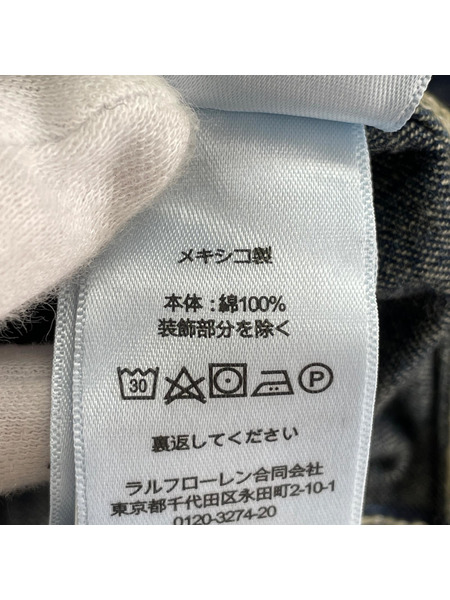 メキシコ製
本体：綿100%
装飾部分を除く
30
P
裏返してください
ラルフローレン合同会社
東京都千代田区永田町2-10-1
0120-3274-20